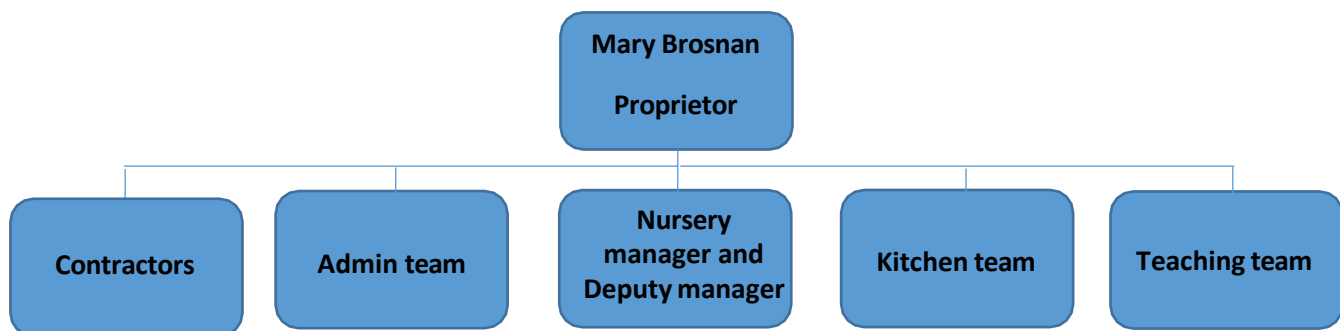 Mary Brosnan
Proprietor
Contractors
Admin team
Nursery
manager and
Deputy manager
Kitchen team
Teaching team